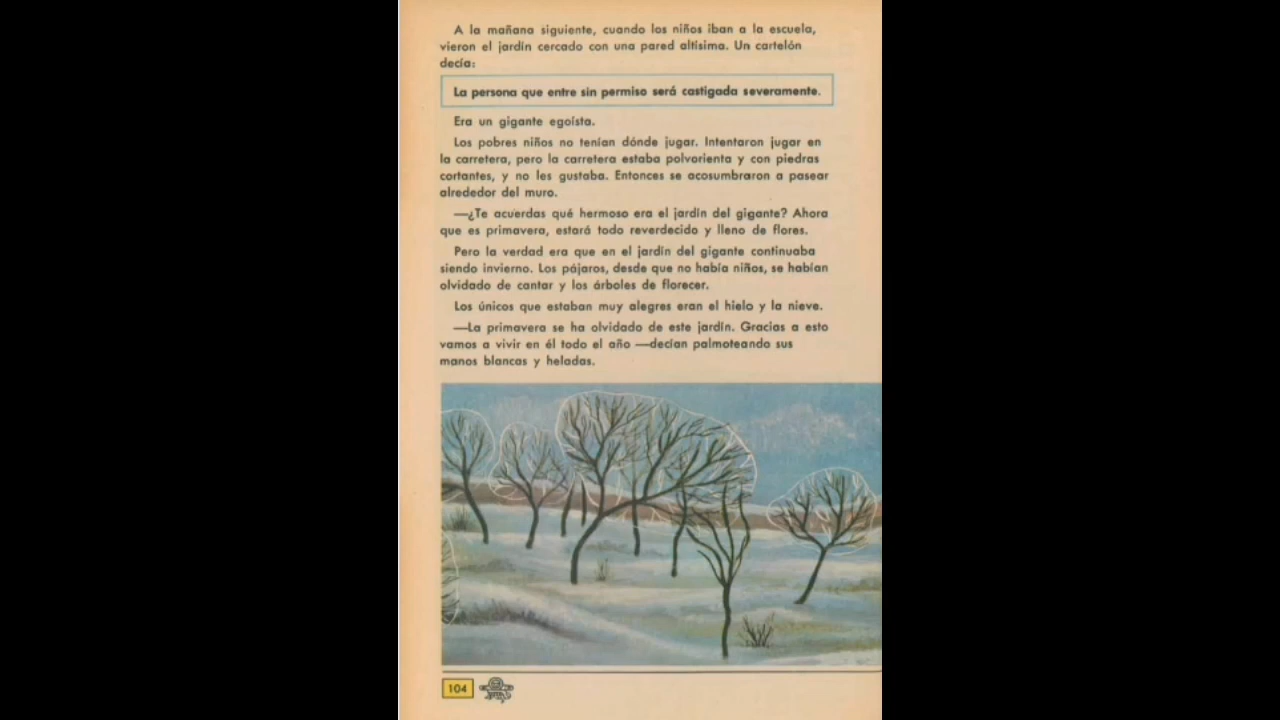 A la mañana siguiente, cuando los niños iban a la escuela,
vieron el jardín cercado con una pared altísima. Un cartelón
decía:
La persona que entre sin permiso será castigada severamente.
Era un gigante egoísta.
Los pobres niños no tenían dónde jugar. Intentaron jugar en
la carretera, pero la carretera estaba polvorienta y con piedras
cortantes, y no les gustaba. Entonces se acosumbraron a pasear
alrededor del muro.
—¿Te acuerdas qué hermoso era el jardín del gigante? Ahora
que es primavera, estará todo reverdecido y lleno de flores.
Pero la verdad era que en el jardín del gigante continuaba
siendo invierno. Los pájaros, desde que no había niños, se habían
olvidado de cantar y los árboles de florecer.
Los únicos que estaban muy alegres eran el hielo y la nieve.
—La primavera se ha olvidado de este jardín. Gracias a esto
vamos a vivir en él todo el año —decían palmoteando sus
manos blancas y heladas.
104